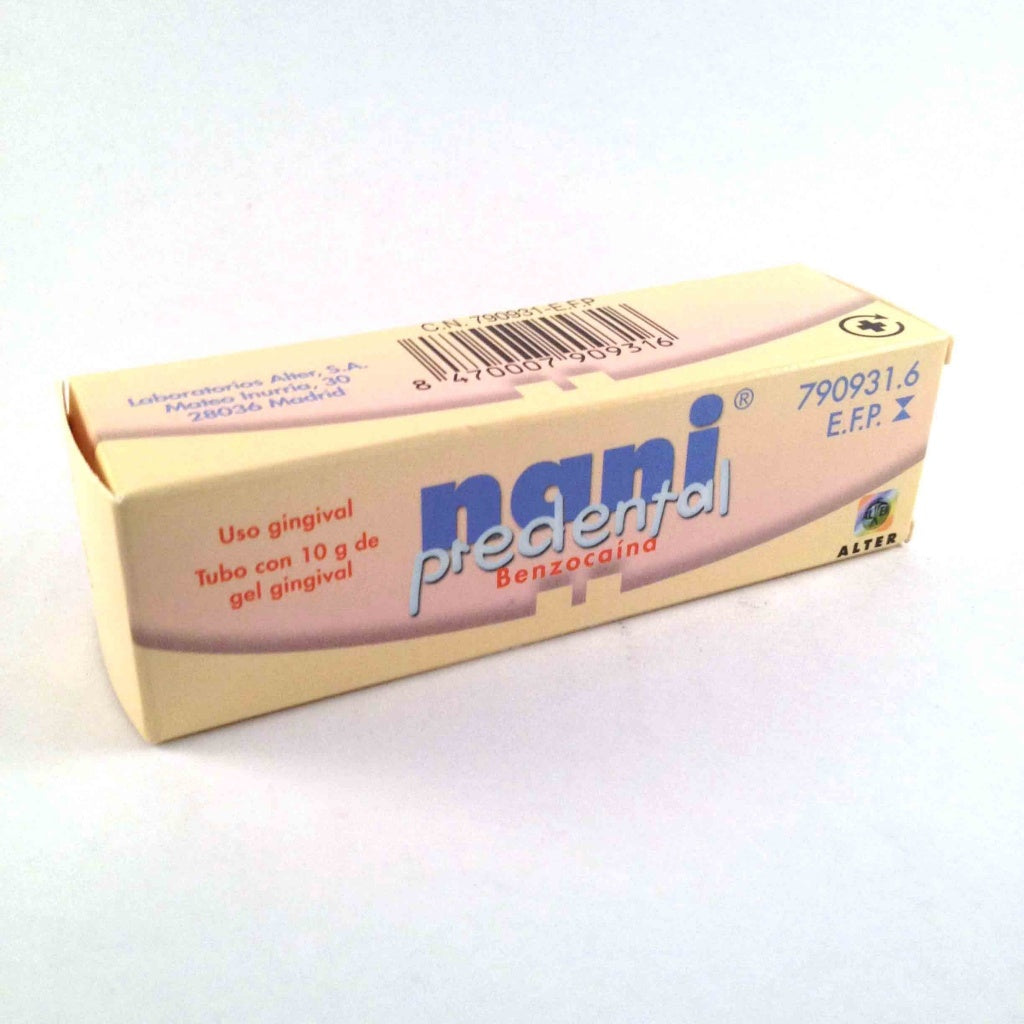 C.N. 790931-E.F.P
8 470007 909316
Laboratorios Alter, S.A.
Mateo Inurria, 30
28036 Madrid
790931.6
E.F.P.
nani®
predental
Benzocaína
Uso gingival
Tubo con 10 g de
gel gingival
ALTER